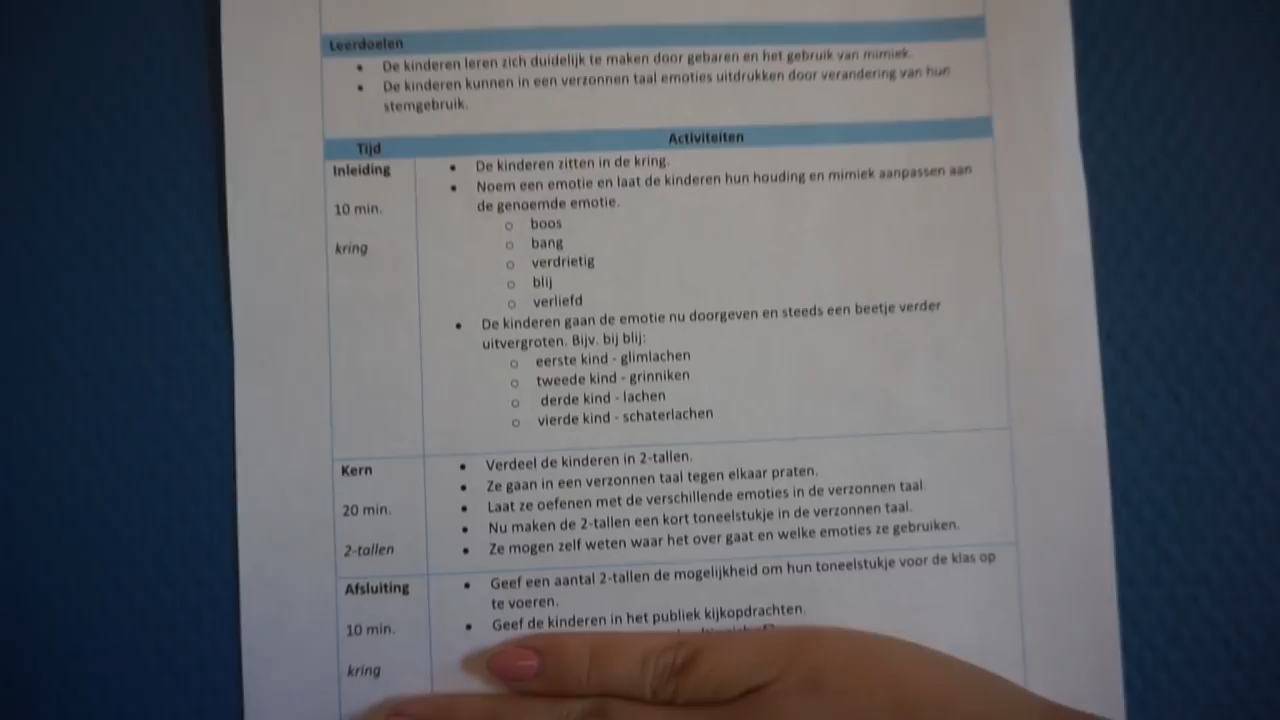 Leerdoelen
• De kinderen leren zich duidelijk te maken door gebaren en het gebruik van mimiek.
• De kinderen kunnen in een verzonnen taal emoties uitdrukken door verandering van hun
stemgebruik.
Tijd Activiteiten
Inleiding
10 min.
kring
• De kinderen zitten in de kring.
• Noem een emotie en laat de kinderen hun houding en mimiek aanpassen aan
de genoemde emotie.
o boos
o bang
o verdrietig
o blij
o verliefd
• De kinderen gaan de emotie nu doorgeven en steeds een beetje verder
uitvergroten. Bijv. bij blij:
o eerste kind - glimlachen
o tweede kind - grinniken
o derde kind - lachen
o vierde kind - schaterlachen
Kern
20 min.
2-tallen
• Verdeel de kinderen in 2-tallen.
• Ze gaan in een verzonnen taal tegen elkaar praten.
• Laat ze oefenen met de verschillende emoties in de verzonnen taal.
• Nu maken de 2-tallen een kort toneelstukje in de verzonnen taal.
• Ze mogen zelf weten waar het over gaat en welke emoties ze gebruiken.
Afsluiting
10 min.
kring
• Geef een aantal 2-tallen de mogelijkheid om hun toneelstukje voor de klas op
te voeren.
• Geef de kinderen in het publiek kijkopdrachten.